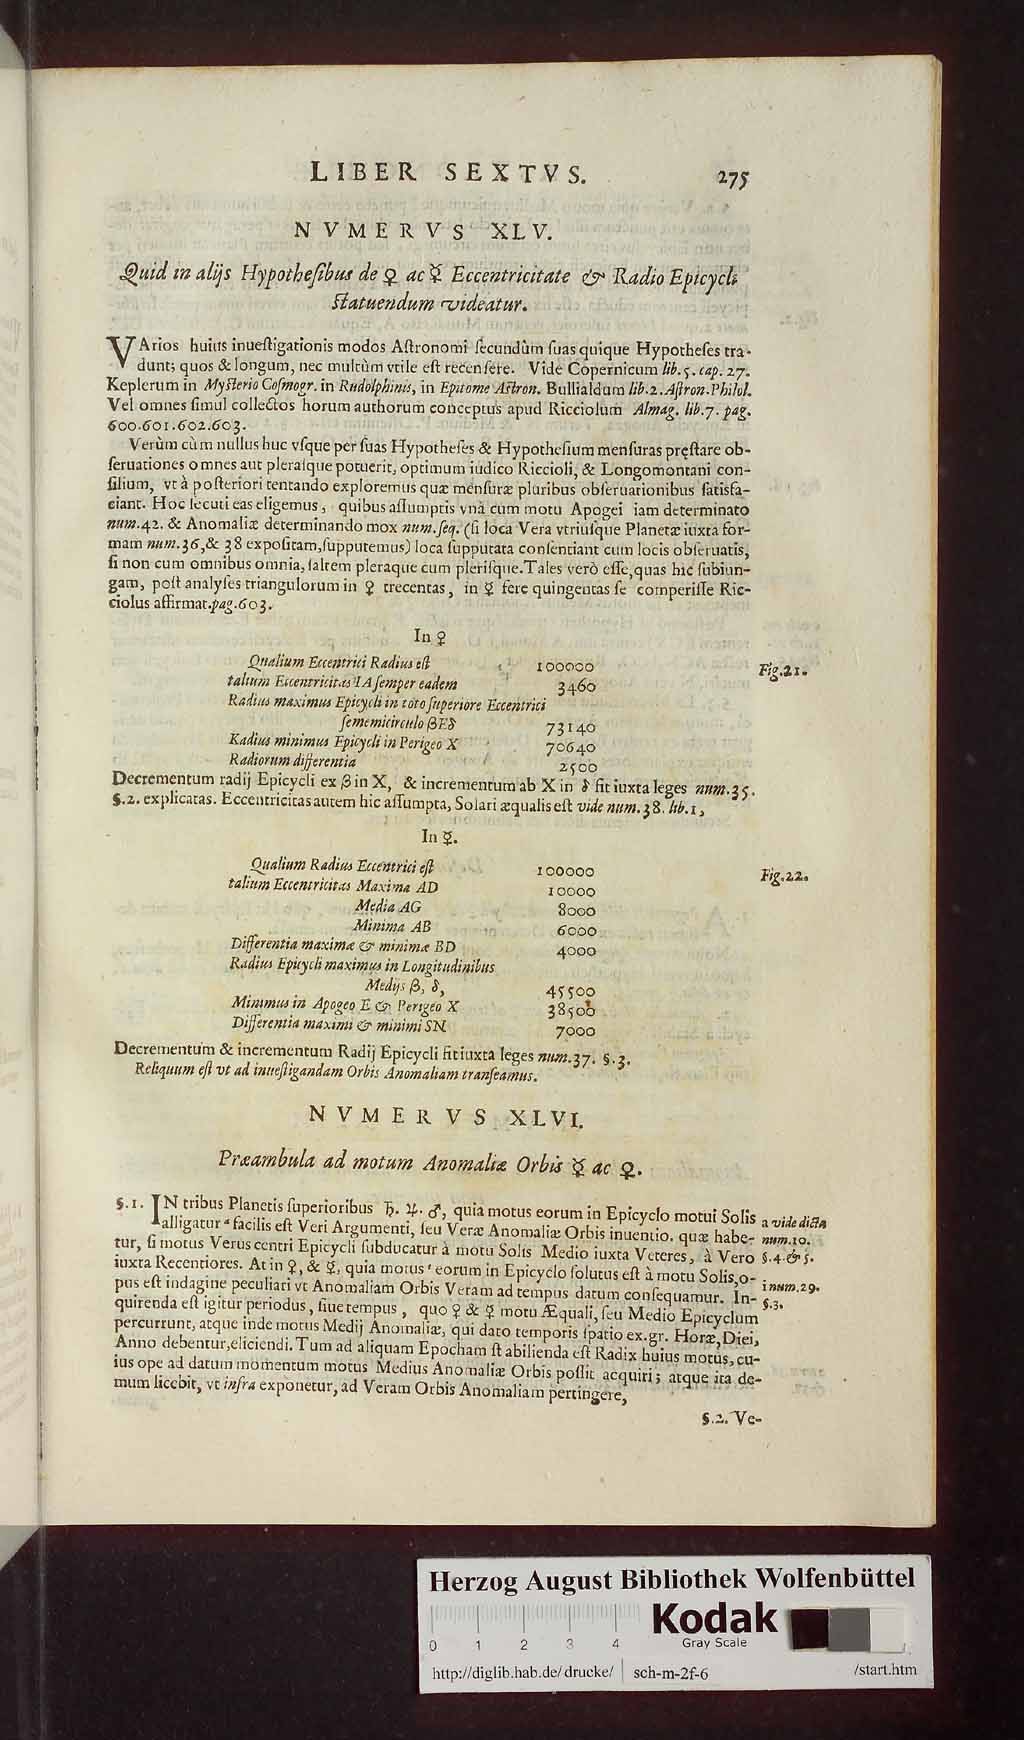 LIBER SEXTVS. 275
NVMERVS XLV.
Quid in alijs Hypothesibus de ♀ ac ☿ Eccentricitate & Radio Epicycli
statuendum videatur.
VArios huius inuestigationis modos Astronomi secundùm suas quique Hypotheses tra-
dunt; quos & longum, nec multùm vtile est recensere. Vide Copernicum lib.5. cap. 27.
Keplerum in Mysterio Cosmogr. in Rudolphinis, in Epitome Astron. Bullialdum lib.2. Astron.Philol.
Vel omnes simul collectos horum authorum conceptus apud Ricciolum Almag. lib.7. pag.
600.601.602.603.
Verùm cùm nullus huc vsque per suas Hypotheses & Hypothesium mensuras pręstare ob-
seruationes omnes aut plerasque potuerit, optimum iudico Riccioli, & Longomontani con-
silium, vt à posteriori tentando exploremus quæ mensuræ pluribus obseruationibus satisfa-
ciant. Hoc secuti eas eligemus, quibus assumptis vnà cum motu Apogei iam determinato
num.42. & Anomaliæ determinando mox num.seq. (si loca Vera vtriusque Planetæ iuxta for-
mam num.36,& 38 expositam,supputemus) loca supputata consentiant cum locis obseruatis,
si non cum omnibus omnia, saltem pleraque cum plerisque. Tales verò esse,quas hic subiun-
gam, post analyses triangulorum in ♀ trecentas, in ☿ fere quingentas se comperisse Ric-
ciolus affirmat.pag.603.
In ♀
Qualium Eccentrici Radius est 100000 Fig.21.
talium Eccentricitas IA semper eadem 3460
Radius maximus Epicycli in toto superiore Eccentrici
sememicirculo βEδ 73140
Radius minimus Epicycli in Perigeo X 70640
Radiorum differentia 2500
Decrementum radij Epicycli ex β in X, & incrementum ab X in δ fit iuxta leges num.35.
§.2. explicatas. Eccentricitas autem hic assumpta, Solari æqualis est vide num.38. lib.1,
In ☿.
Qualium Radius Eccentrici est 100000 Fig.22.
talium Eccentricitas Maxima AD 10000
Media AG 8000
Minima AB 6000
Differentia maximæ & minimæ BD 4000
Radius Epicycli maximus in Longitudinibus
Medijs β, δ, 45500
Minimus in Apogeo E & Perigeo X 38500
Differentia maximi & minimi SN 7000
Decrementum & incrementum Radij Epicycli fit iuxta leges num.37. §.3.
Reliquum est vt ad inuestigandam Orbis Anomaliam transeamus.
NVMERVS XLVI.
Præambula ad motum Anomaliæ Orbis ☿ ac ♀.
§.1. IN tribus Planetis superioribus ♄. ♃. ♂, quia motus eorum in Epicyclo motui Solis a vide dicta
alligatur a facilis est Veri Argumenti, seu Veræ Anomaliæ Orbis inuentio, quæ habe- num.10.
tur, si motus Verus centri Epicycli subducatur à motu Solis Medio iuxta Veteres, à Vero §.4.& 5.
iuxta Recentiores. At in ♀, & ☿, quia motus i eorum in Epicyclo solutus est à motu Solis,o-
pus est indagine peculiari vt Anomaliam Orbis Veram ad tempus datum consequamur. In- i num.29.
quirenda est igitur periodus, siue tempus, quo ♀ & ☿ motu Æquali, seu Medio Epicyclum §.3.
percurrunt, atque inde motus Medij Anomaliæ, qui dato temporis spatio ex.gr. Horæ,Diei,
Anno debentur,eliciendi. Tum ad aliquam Epocham stabilienda est Radix huius motus,cu-
ius ope ad datum momentum motus Medius Anomaliæ Orbis possit acquiri; atque ita de-
mum licebit, vt infra exponetur, ad Veram Orbis Anomaliam pertingere,
§.2. Ve-
Herzog August Bibliothek Wolfenbüttel
Kodak
Gray Scale
0 1 2 3 4
http://diglib.hab.de/drucke/ sch-m-2f-6 /start.htm